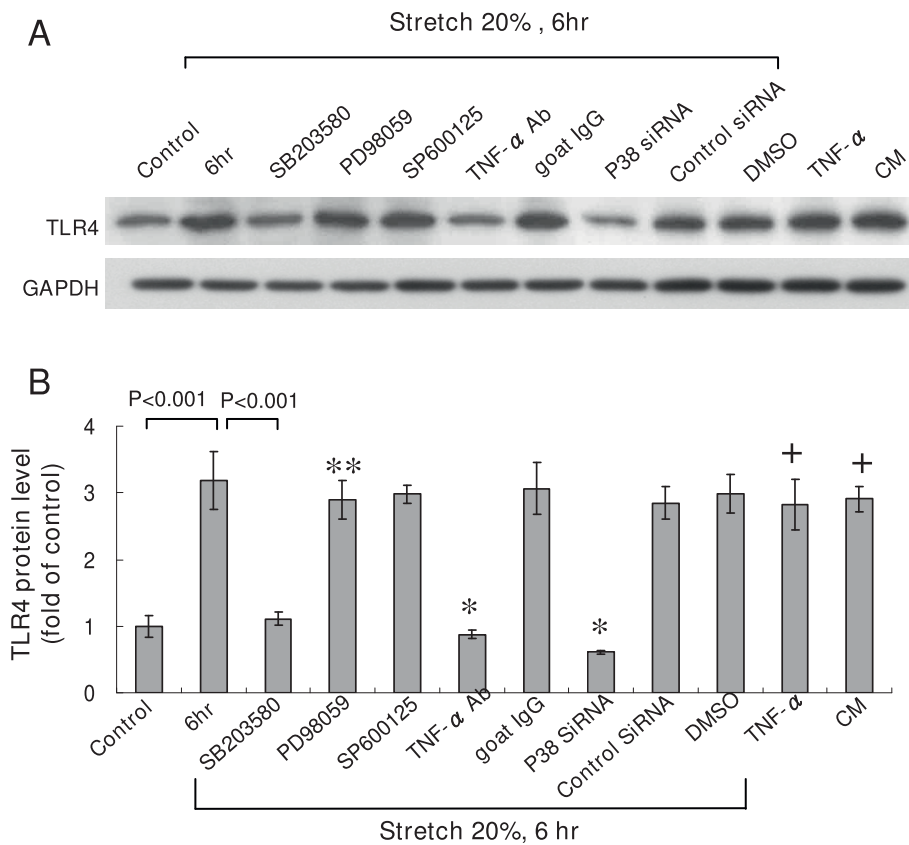 A
Stretch 20% , 6hr
Control
6hr
SB203580
PD98059
SP600125
TNF-α Ab
goat IgG
P38 siRNA
Control siRNA
DMSO
TNF-α
CM
TLR4
GAPDH
B
P<0.001
P<0.001
TLR4 protein level
(fold of control)
4
3
2
1
0
**
*
*
+
+
Control
6hr
SB203580
PD98059
SP600125
TNF-α Ab
goat IgG
P38 SiRNA
Control SiRNA
DMSO
TNF-α
CM
Stretch 20%, 6 hr